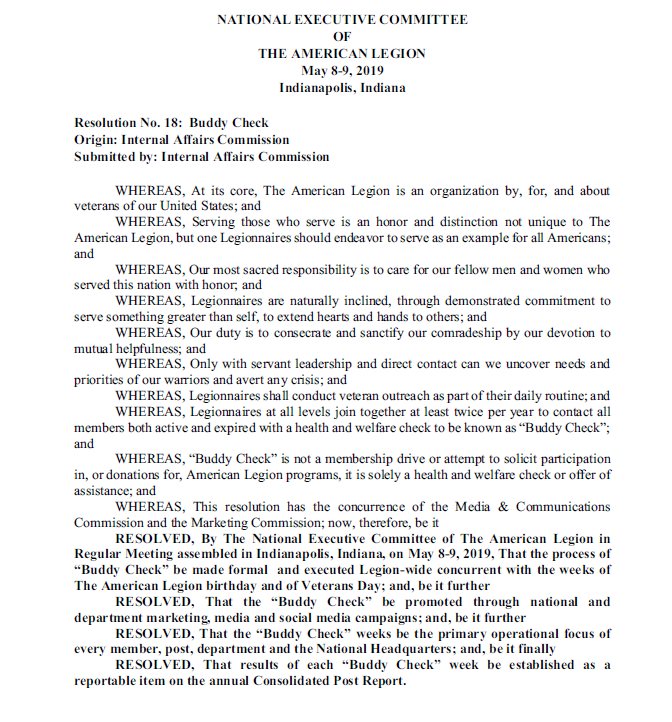 NATIONAL EXECUTIVE COMMITTEE
OF
THE AMERICAN LEGION
May 8-9, 2019
Indianapolis, Indiana
Resolution No. 18: Buddy Check
Origin: Internal Affairs Commission
Submitted by: Internal Affairs Commission
WHEREAS, At its core, The American Legion is an organization by, for, and about
veterans of our United States; and
WHEREAS, Serving those who serve is an honor and distinction not unique to The
American Legion, but one Legionnaires should endeavor to serve as an example for all Americans;
and
WHEREAS, Our most sacred responsibility is to care for our fellow men and women who
served this nation with honor; and
WHEREAS, Legionnaires are naturally inclined, through demonstrated commitment to
serve something greater than self, to extend hearts and hands to others; and
WHEREAS, Our duty is to consecrate and sanctify our comradeship by our devotion to
mutual helpfulness; and
WHEREAS, Only with servant leadership and direct contact can we uncover needs and
priorities of our warriors and avert any crisis; and
WHEREAS, Legionnaires shall conduct veteran outreach as part of their daily routine; and
WHEREAS, Legionnaires at all levels join together at least twice per year to contact all
members both active and expired with a health and welfare check to be known as “Buddy Check”;
and
WHEREAS, “Buddy Check” is not a membership drive or attempt to solicit participation
in, or donations for, American Legion programs, it is solely a health and welfare check or offer of
assistance; and
WHEREAS, This resolution has the concurrence of the Media & Communications
Commission and the Marketing Commission; now, therefore, be it
RESOLVED, By The National Executive Committee of The American Legion in
Regular Meeting assembled in Indianapolis, Indiana, on May 8-9, 2019, That the process of
“Buddy Check” be made formal and executed Legion-wide concurrent with the weeks of
The American Legion birthday and of Veterans Day; and, be it further
RESOLVED, That the “Buddy Check” be promoted through national and
department marketing, media and social media campaigns; and, be it further
RESOLVED, That the “Buddy Check” weeks be the primary operational focus of
every member, post, department and the National Headquarters; and, be it finally
RESOLVED, That results of each “Buddy Check” week be established as a
reportable item on the annual Consolidated Post Report.